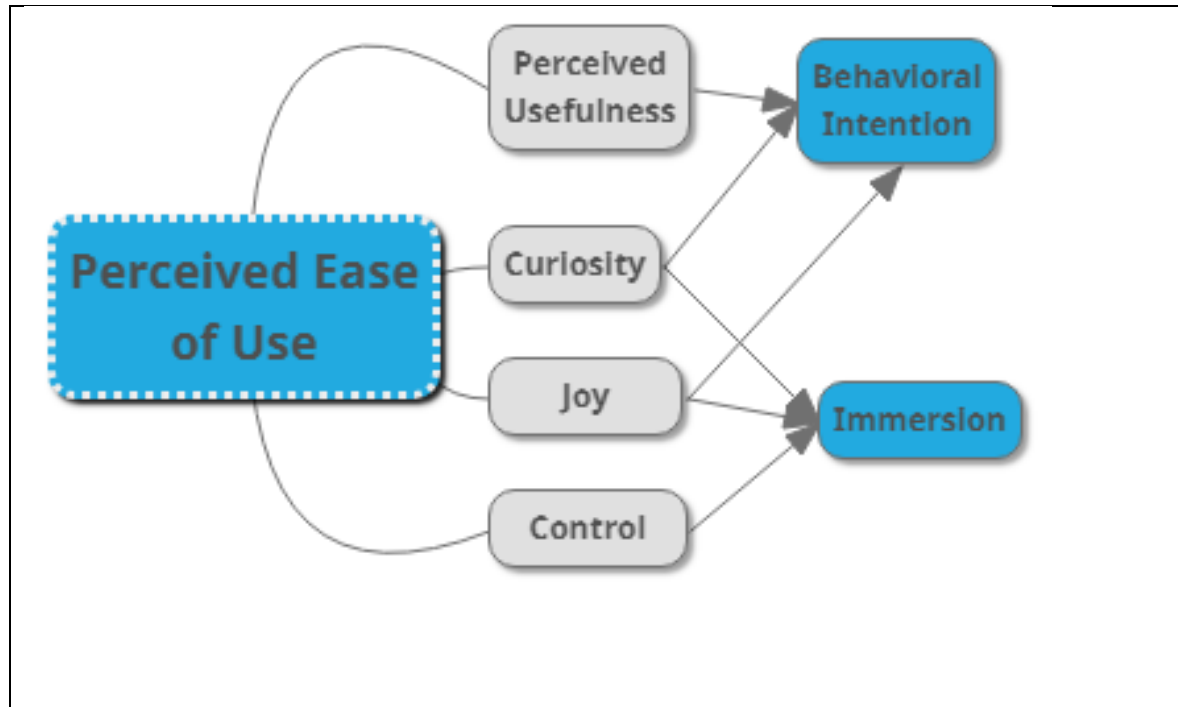 Perceived
Usefulness
Behavioral
Intention
Perceived Ease
of Use
Curiosity
Joy
Immersion
Control